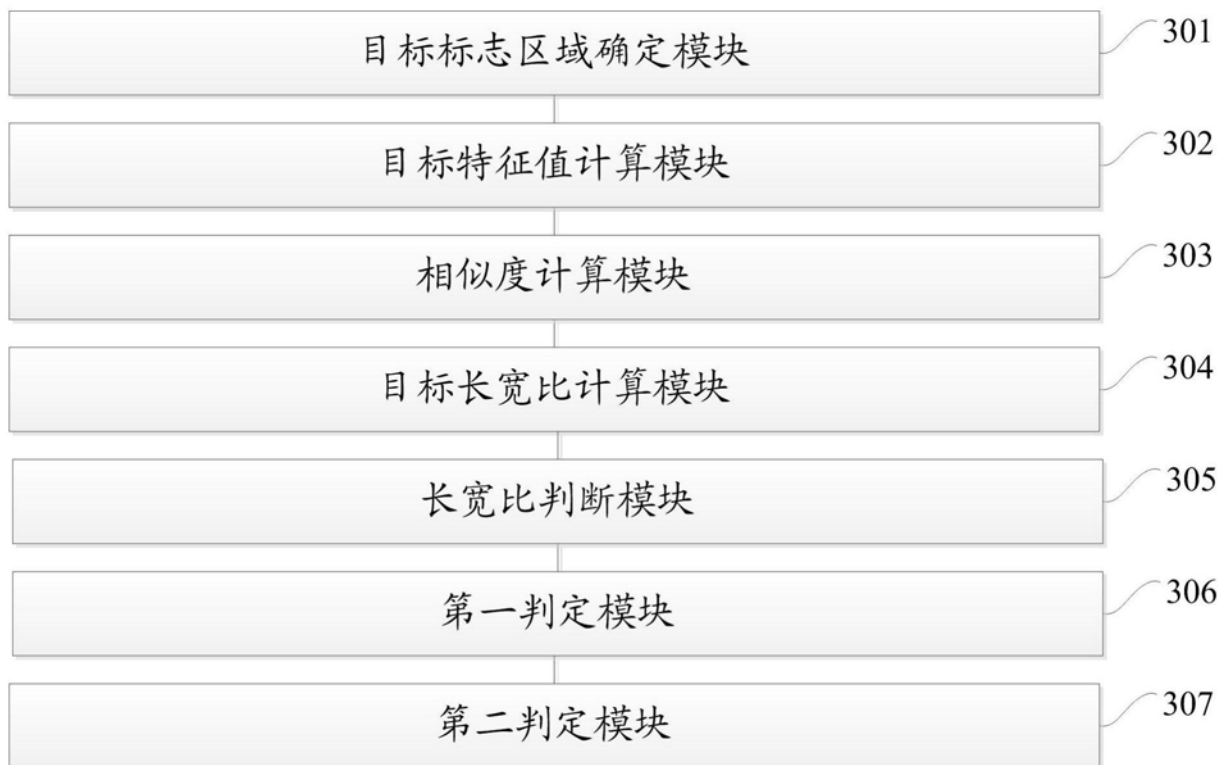 目标标志区域确定模块 301
目标特征值计算模块 302
相似度计算模块 303
目标长宽比计算模块 304
长宽比判断模块 305
第一判定模块 306
第二判定模块 307